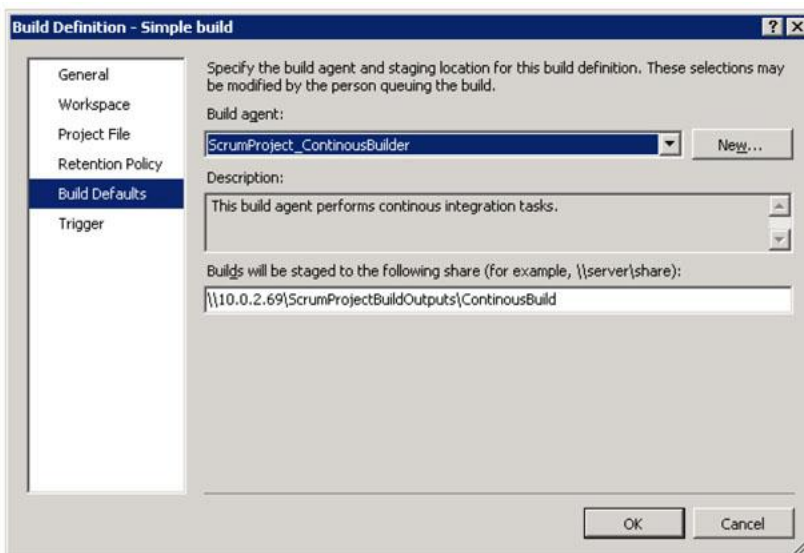 Build Definition - Simple build
General
Workspace
Project File
Retention Policy
Build Defaults
Trigger
Specify the build agent and staging location for this build definition. These selections may
be modified by the person queuing the build.
Build agent:
ScrumProject_ContinousBuilder
New...
Description:
This build agent performs continous integration tasks.
Builds will be staged to the following share (for example, \\server\share):
\\10.0.2.69\ScrumProjectBuildOutputs\ContinousBuild
OK
Cancel